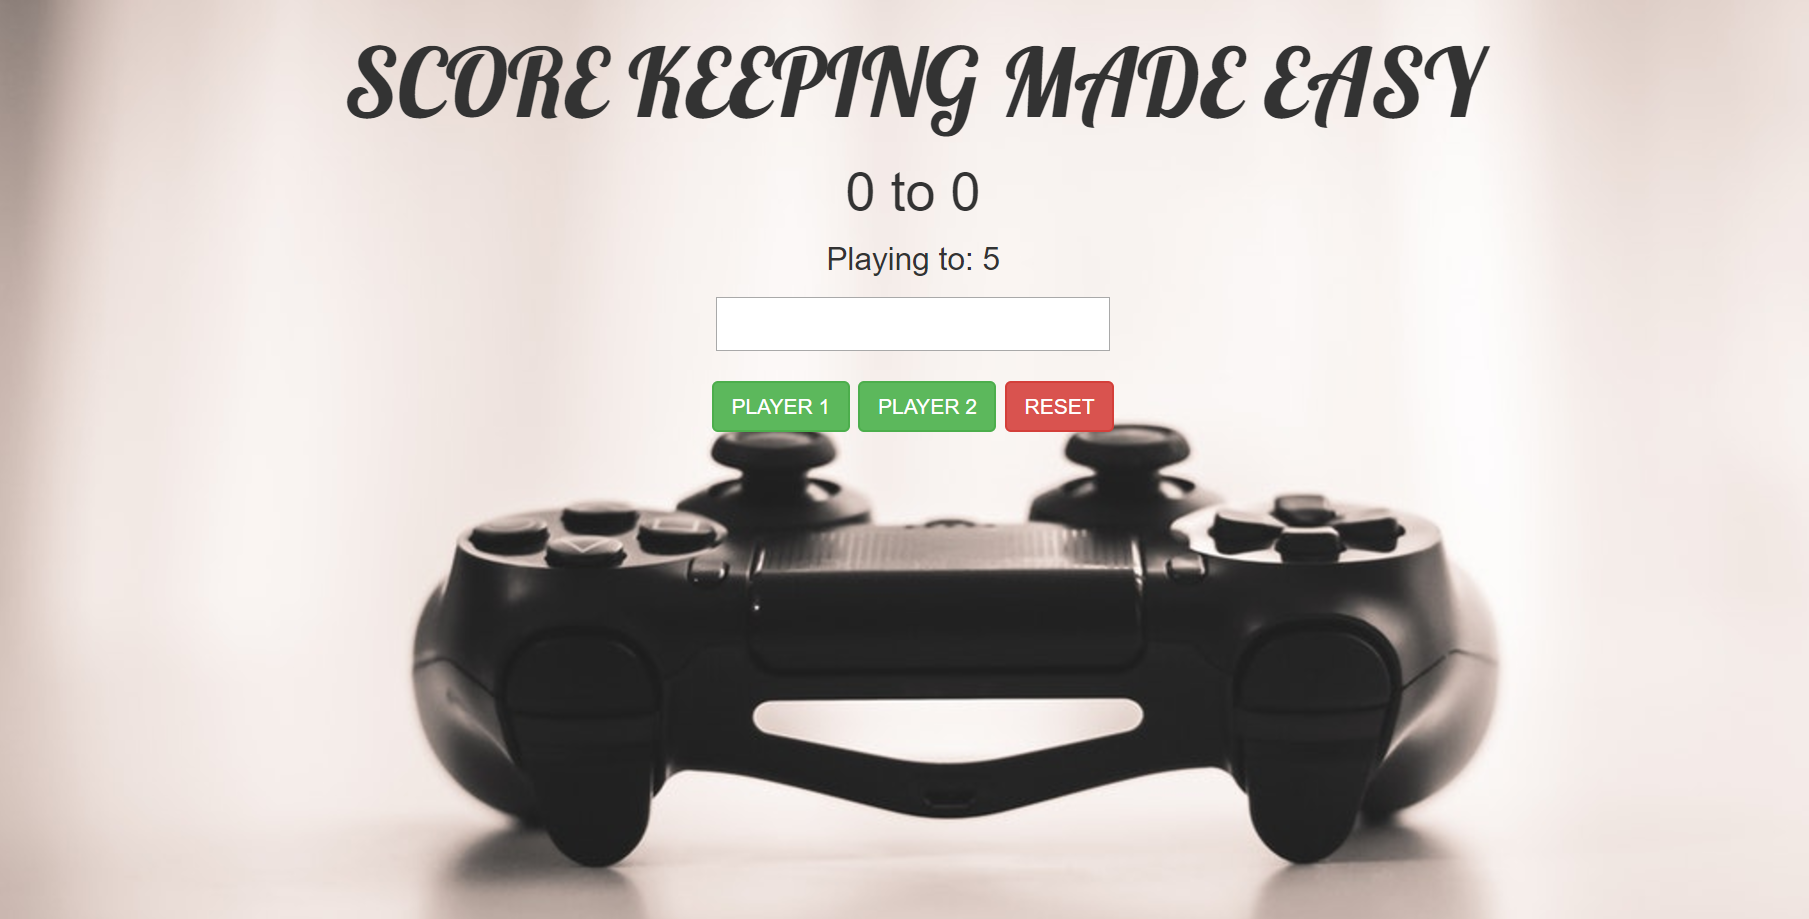 SCORE KEEPING MADE EASY
0 to 0
Playing to: 5
PLAYER 1 PLAYER 2 RESET